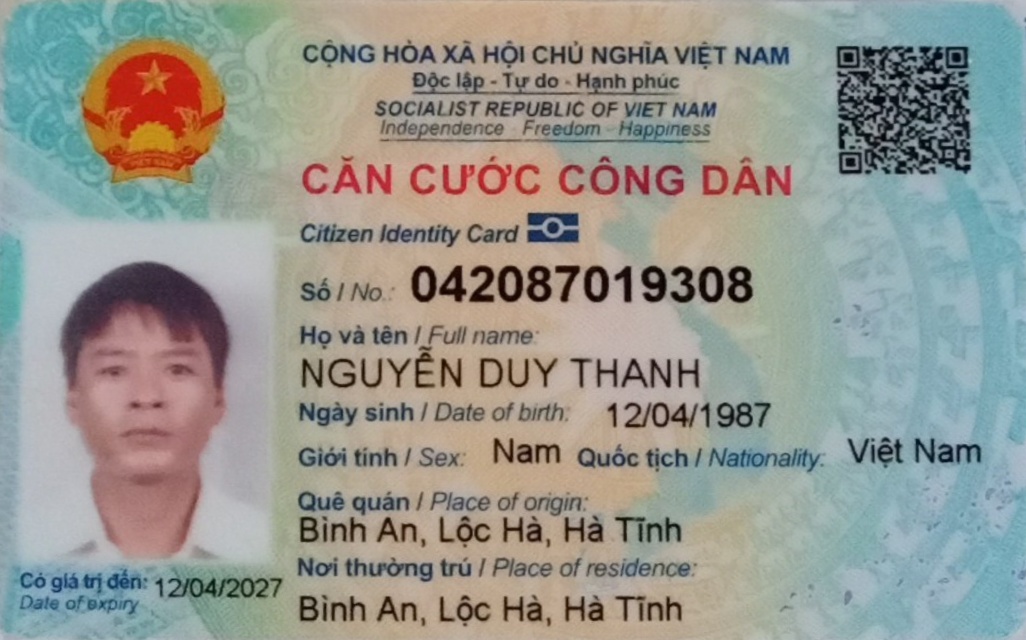 CỘNG HÒA XÃ HỘI CHỦ NGHĨA VIỆT NAM
Độc lập - Tự do - Hạnh phúc
SOCIALIST REPUBLIC OF VIET NAM
Independence - Freedom - Happiness
CĂN CƯỚC CÔNG DÂN
Citizen Identity Card
Số / No.: 042087019308
Họ và tên / Full name:
NGUYỄN DUY THANH
Ngày sinh / Date of birth: 12/04/1987
Giới tính / Sex: Nam Quốc tịch / Nationality: Việt Nam
Quê quán / Place of origin:
Bình An, Lộc Hà, Hà Tĩnh
Nơi thường trú / Place of residence:
Bình An, Lộc Hà, Hà Tĩnh
Có giá trị đến: 12/04/2027
Date of expiry